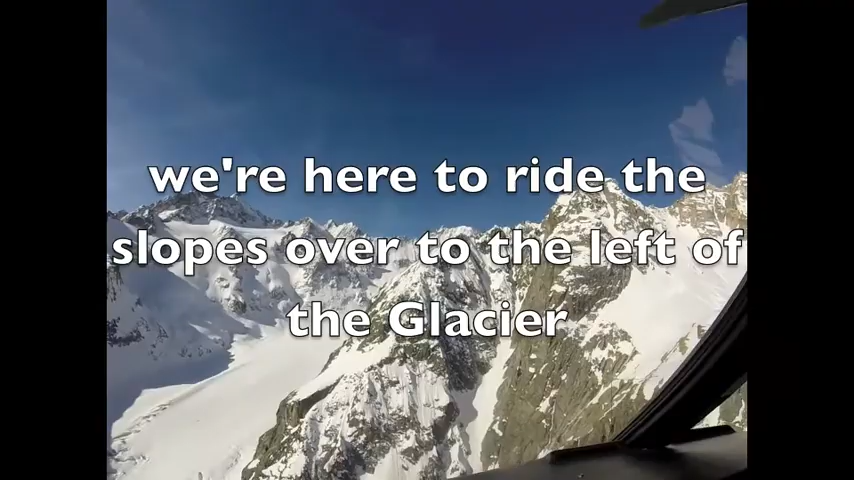 we're here to ride the
slopes over to the left of
the Glacier